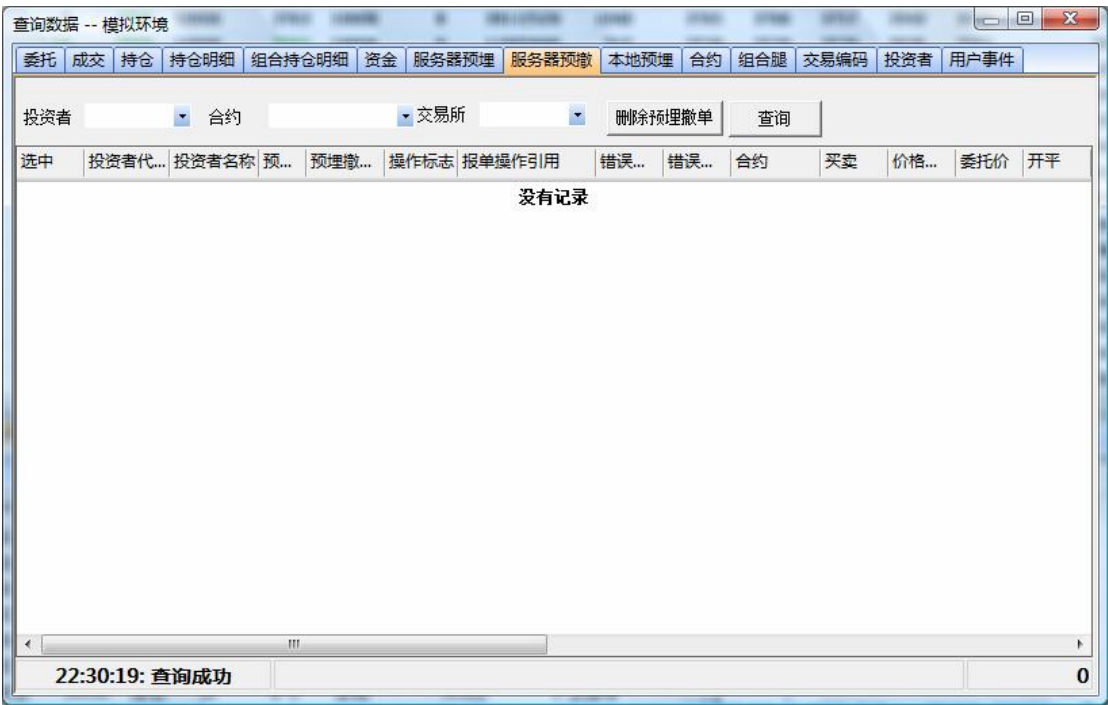 查询数据 -- 模拟环境
委托 成交 持仓 持仓明细 组合持仓明细 资金 服务器预埋 服务器预撤 本地预埋 合约 组合腿 交易编码 投资者 用户事件
投资者 合约 交易所 删除预埋撤单 查询
选中 投资者代... 投资者名称 预... 预埋撤... 操作标志 报单操作引用 错误... 错误... 合约 买卖 价格... 委托价 开平
没有记录
22:30:19: 查询成功 0